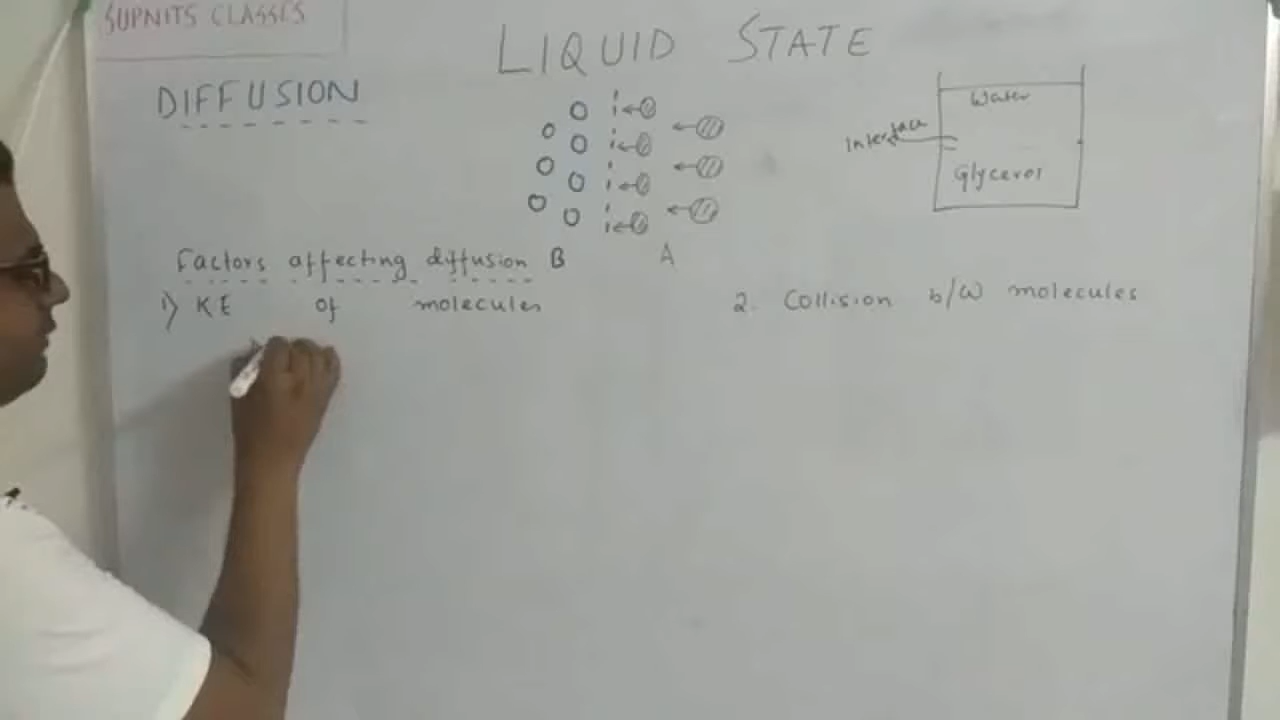 SUPNITS CLASSES
LIQUID STATE
DIFFUSION
Water
Interface
Glycerol
Factors affecting diffusion
B
A
1) KE of molecules
2. Collision b/w molecules